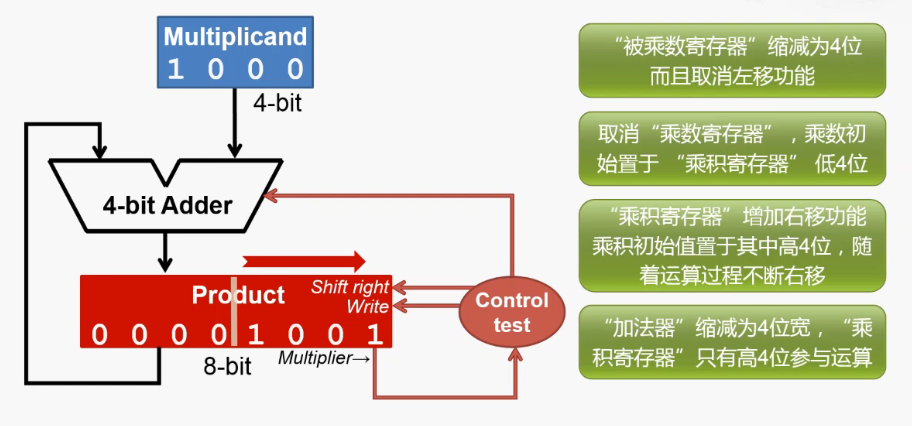 Multiplicand
1 0 0 0
4-bit
4-bit Adder
Product
Shift right
Write
0 0 0 0 1 0 0 1
8-bit
Multiplier→
Control
test
“被乘数寄存器”缩减为4位
而且取消左移功能
取消“乘数寄存器”，乘数初
始置于 “乘积寄存器” 低4位
“乘积寄存器”增加右移功能
乘积初始值置于其中高4位，随
着运算过程不断右移
“加法器”缩减为4位宽，“乘
积寄存器”只有高4位参与运算